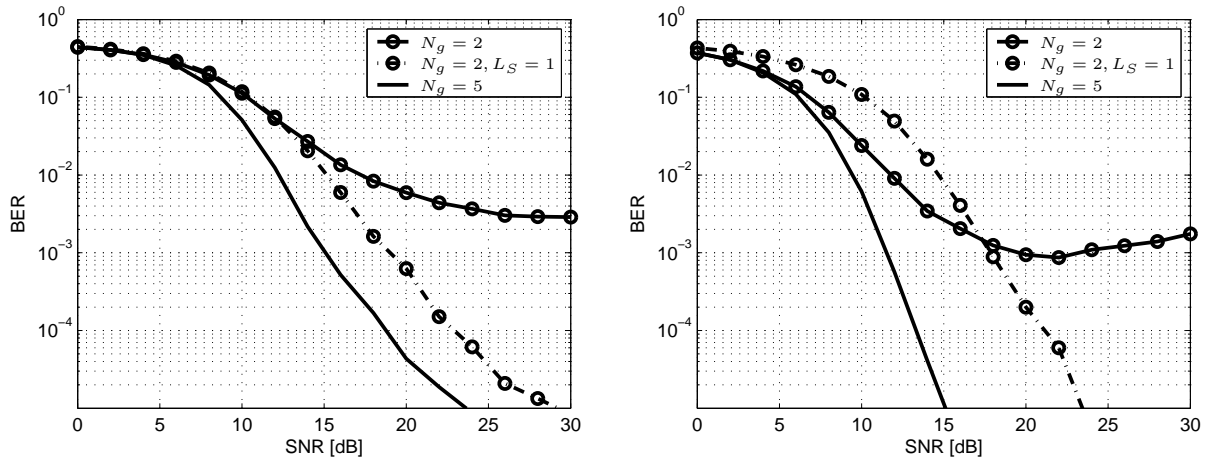 10^0
10^-1
10^-2
10^-3
10^-4
BER
0 5 10 15 20 25 30
SNR [dB]
N_g = 2
N_g = 2, L_S = 1
N_g = 5
10^0
10^-1
10^-2
10^-3
10^-4
BER
0 5 10 15 20 25 30
SNR [dB]
N_g = 2
N_g = 2, L_S = 1
N_g = 5